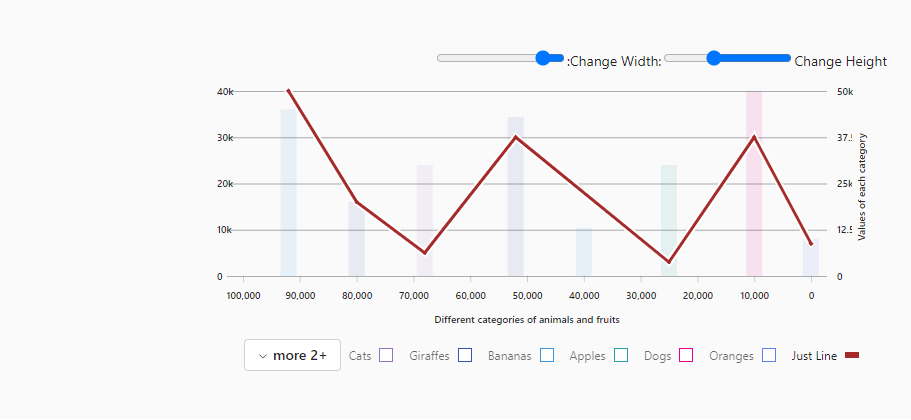 :Change Width: Change Height
40k
30k
20k
10k
0
50k
37.5
25k
12.5
0
Values of each category
100,000 90,000 80,000 70,000 60,000 50,000 40,000 30,000 20,000 10,000 0
Different categories of animals and fruits
more 2+ Cats Giraffes Bananas Apples Dogs Oranges Just Line